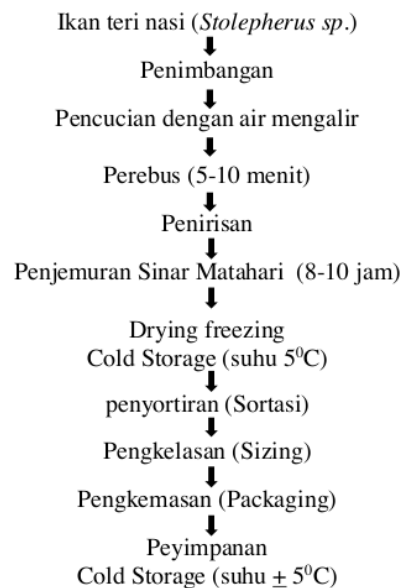 Ikan teri nasi (Stolepherus sp.)
Penimbangan
Pencucian dengan air mengalir
Perebus (5-10 menit)
Penirisan
Penjemuran Sinar Matahari (8-10 jam)
Drying freezing
Cold Storage (suhu 5⁰C)
penyortiran (Sortasi)
Pengkelasan (Sizing)
Pengkemasan (Packaging)
Peyimpanan
Cold Storage (suhu ± 5⁰C)